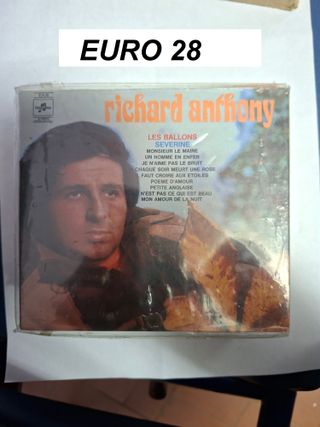 EURO 28
richard anthony
LES BALLONS
SEVERINE
MONSIEUR LE MAIRE
UN HOMME EN ENFER
JE N'AIME PAS LE BRUIT
CHAQUE SOIR MEURT UNE ROSE
FAUT CROIRE AUX ETOILES
POEME D'AMOUR
PETITE ANGLAISE
N'EST PAS CE QUI EST BEAU
MON AMOUR DE LA NUIT